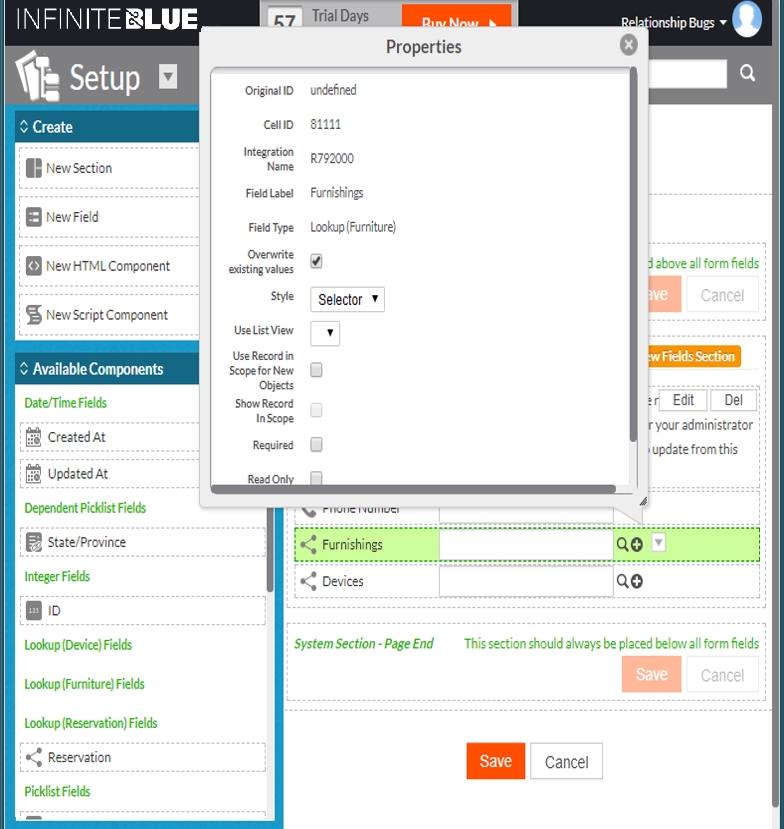 INFINITEBLUE
57
Trial Days
Buy Now
Relationship Bugs
Setup
Properties
Original ID undefined
Cell ID 81111
Integration
Name
R792000
Field Label Furnishings
Field Type Lookup (Furniture)
Overwrite
existing values
Style Selector
Use List View
Use Record in
Scope for New
Objects
Show Record
In Scope
Required
Read Only
Create
New Section
New Field
New HTML Component
New Script Component
Available Components
Date/Time Fields
Created At
Updated At
Dependent Picklist Fields
State/Province
Integer Fields
123 ID
Lookup (Device) Fields
Lookup (Furniture) Fields
Lookup (Reservation) Fields
Reservation
Picklist Fields
d above all form fields
ave Cancel
w Fields Section
Edit Del
r your administrator
update from this
Phone Number
Furnishings
Devices
System Section - Page End This section should always be placed below all form fields
Save Cancel
Save Cancel